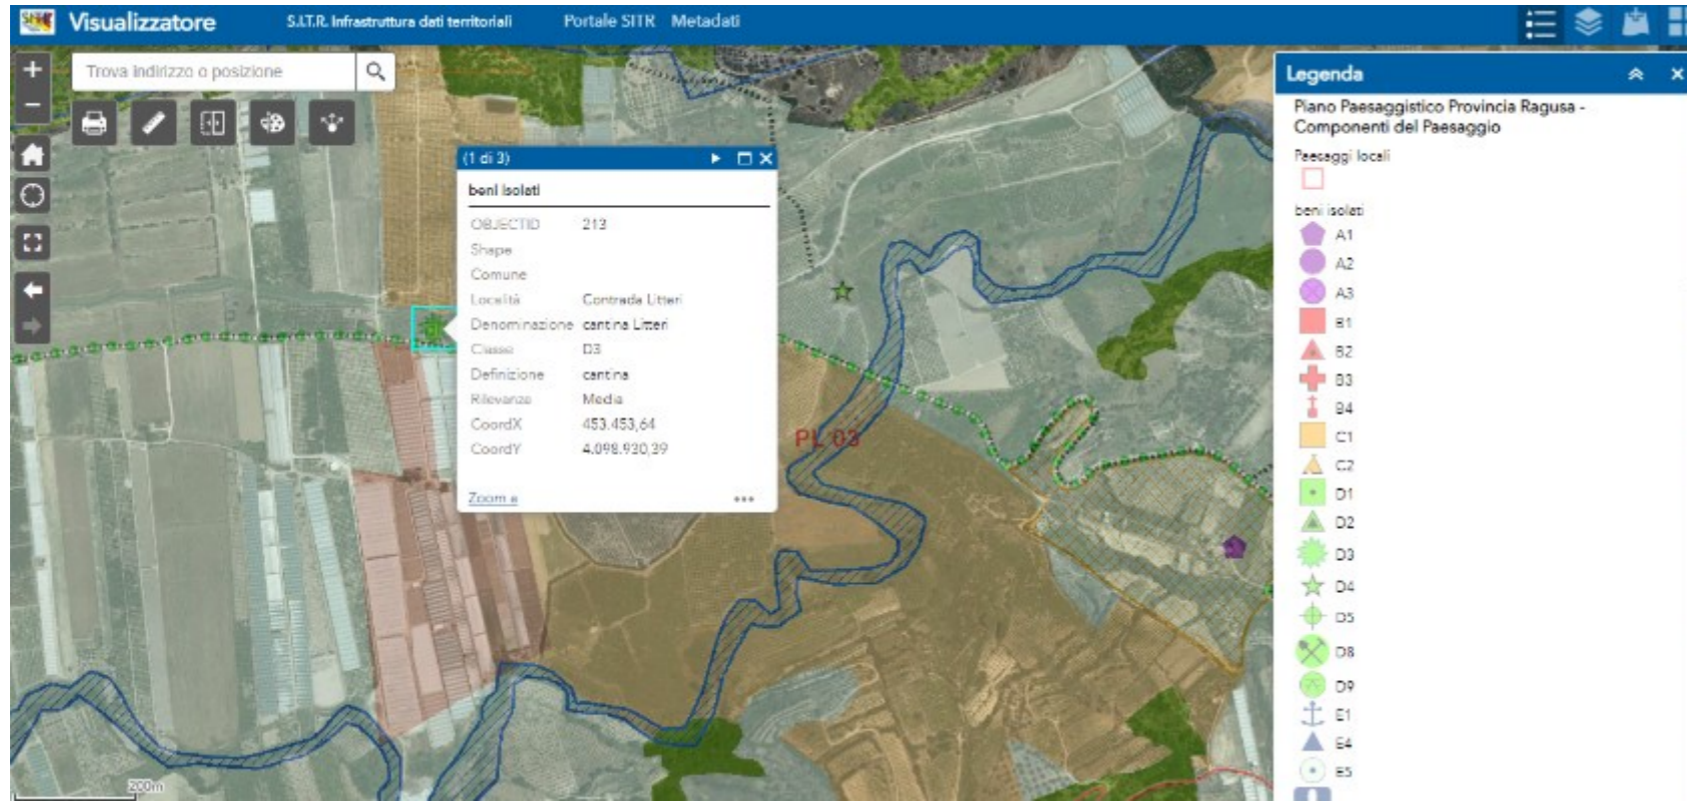 Visualizzatore S.I.T.R. Infrastruttura dati territoriali Portale SITR Metadati
Trova indirizzo o posizione
(1 di 3)
beni isolati
OBJECTID 213
Shape
Comune
Località Contrada Litteri
Denominazione cantina Litteri
Classe D3
Definizione cantina
Rilevanza Media
CoordX 453.453,64
CoordY 4.098.930,39
Zoom a
PL 03
200m
Legenda
Piano Paesaggistico Provincia Ragusa -
Componenti del Paesaggio
Paesaggi locali
beni isolati
A1
A2
A3
B1
B2
B3
B4
C1
C2
D1
D2
D3
D4
D5
D8
D9
E1
E4
E5